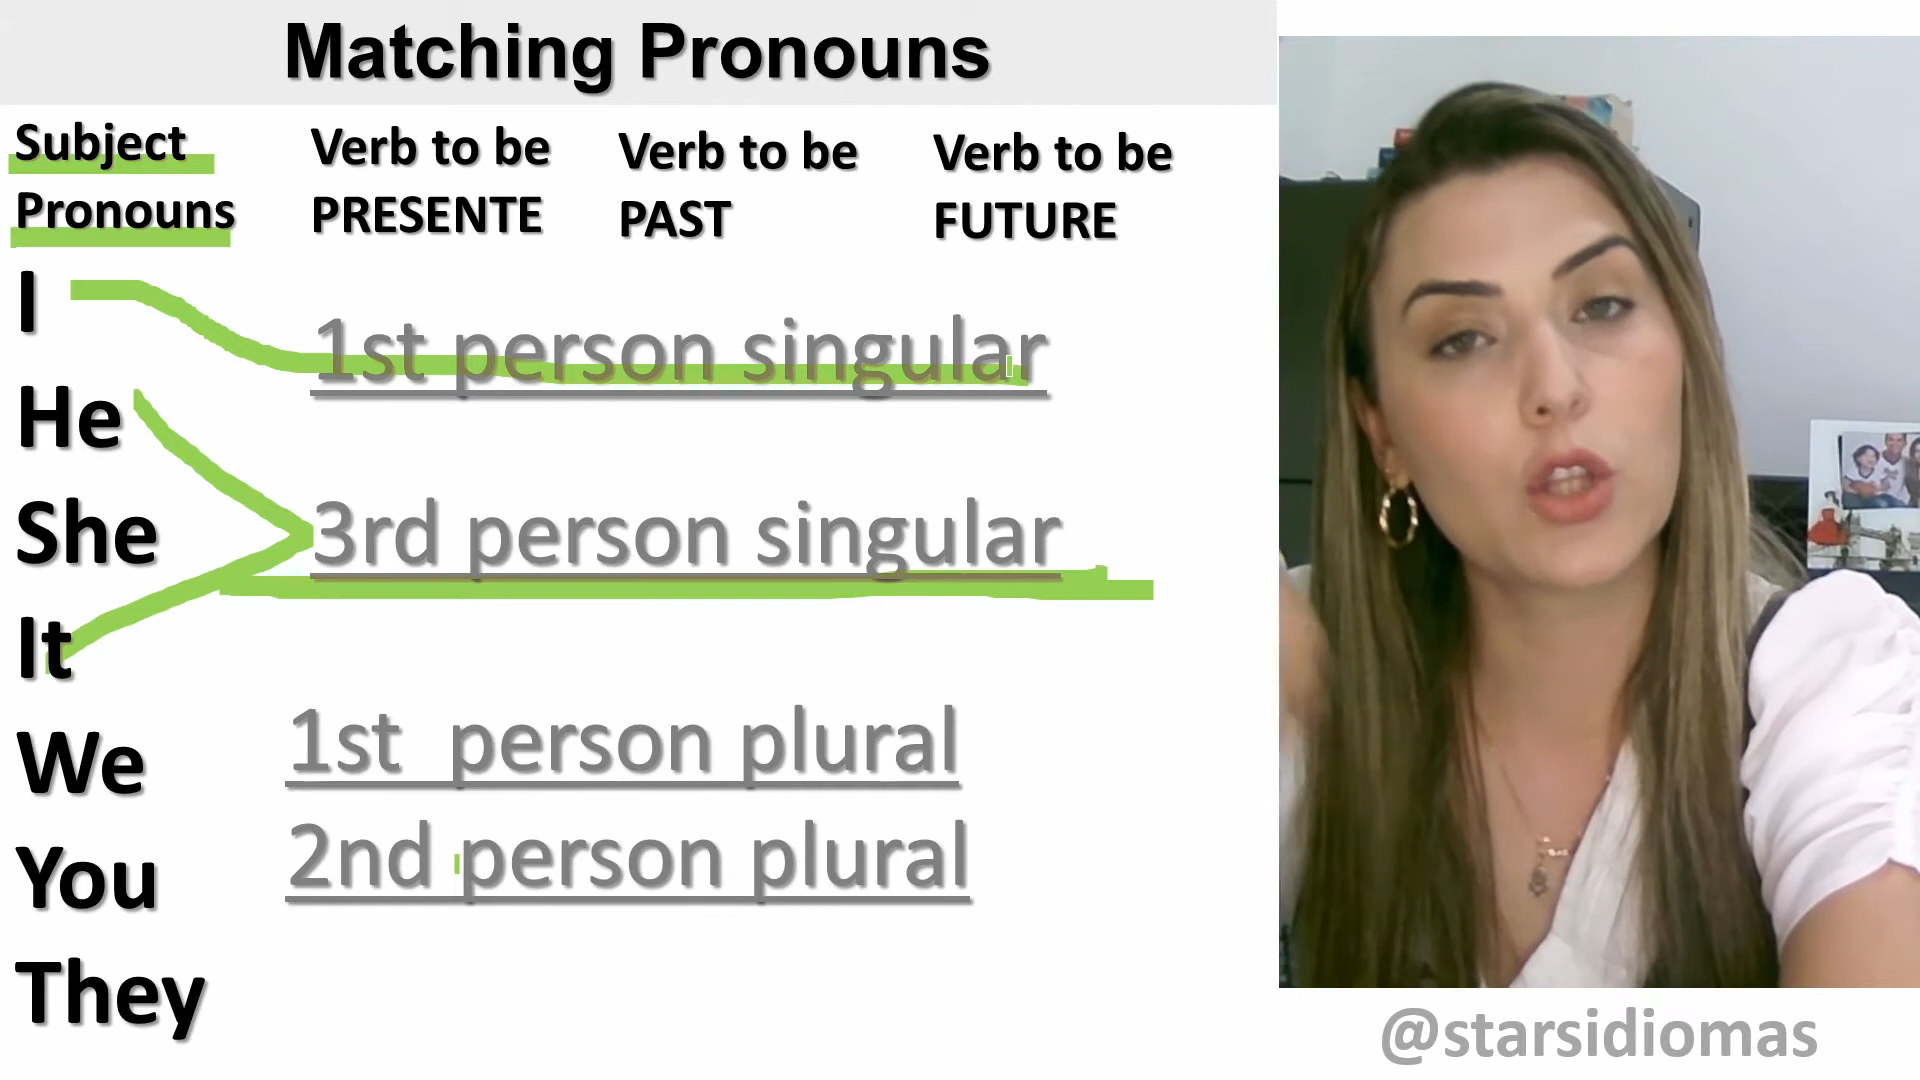 Matching Pronouns
Subject
Pronouns
Verb to be
PRESENTE
Verb to be
PAST
Verb to be
FUTURE
I
1st person singular
He
She
3rd person singular
It
We
1st  person plural
You
2nd person plural
They
@starsidiomas